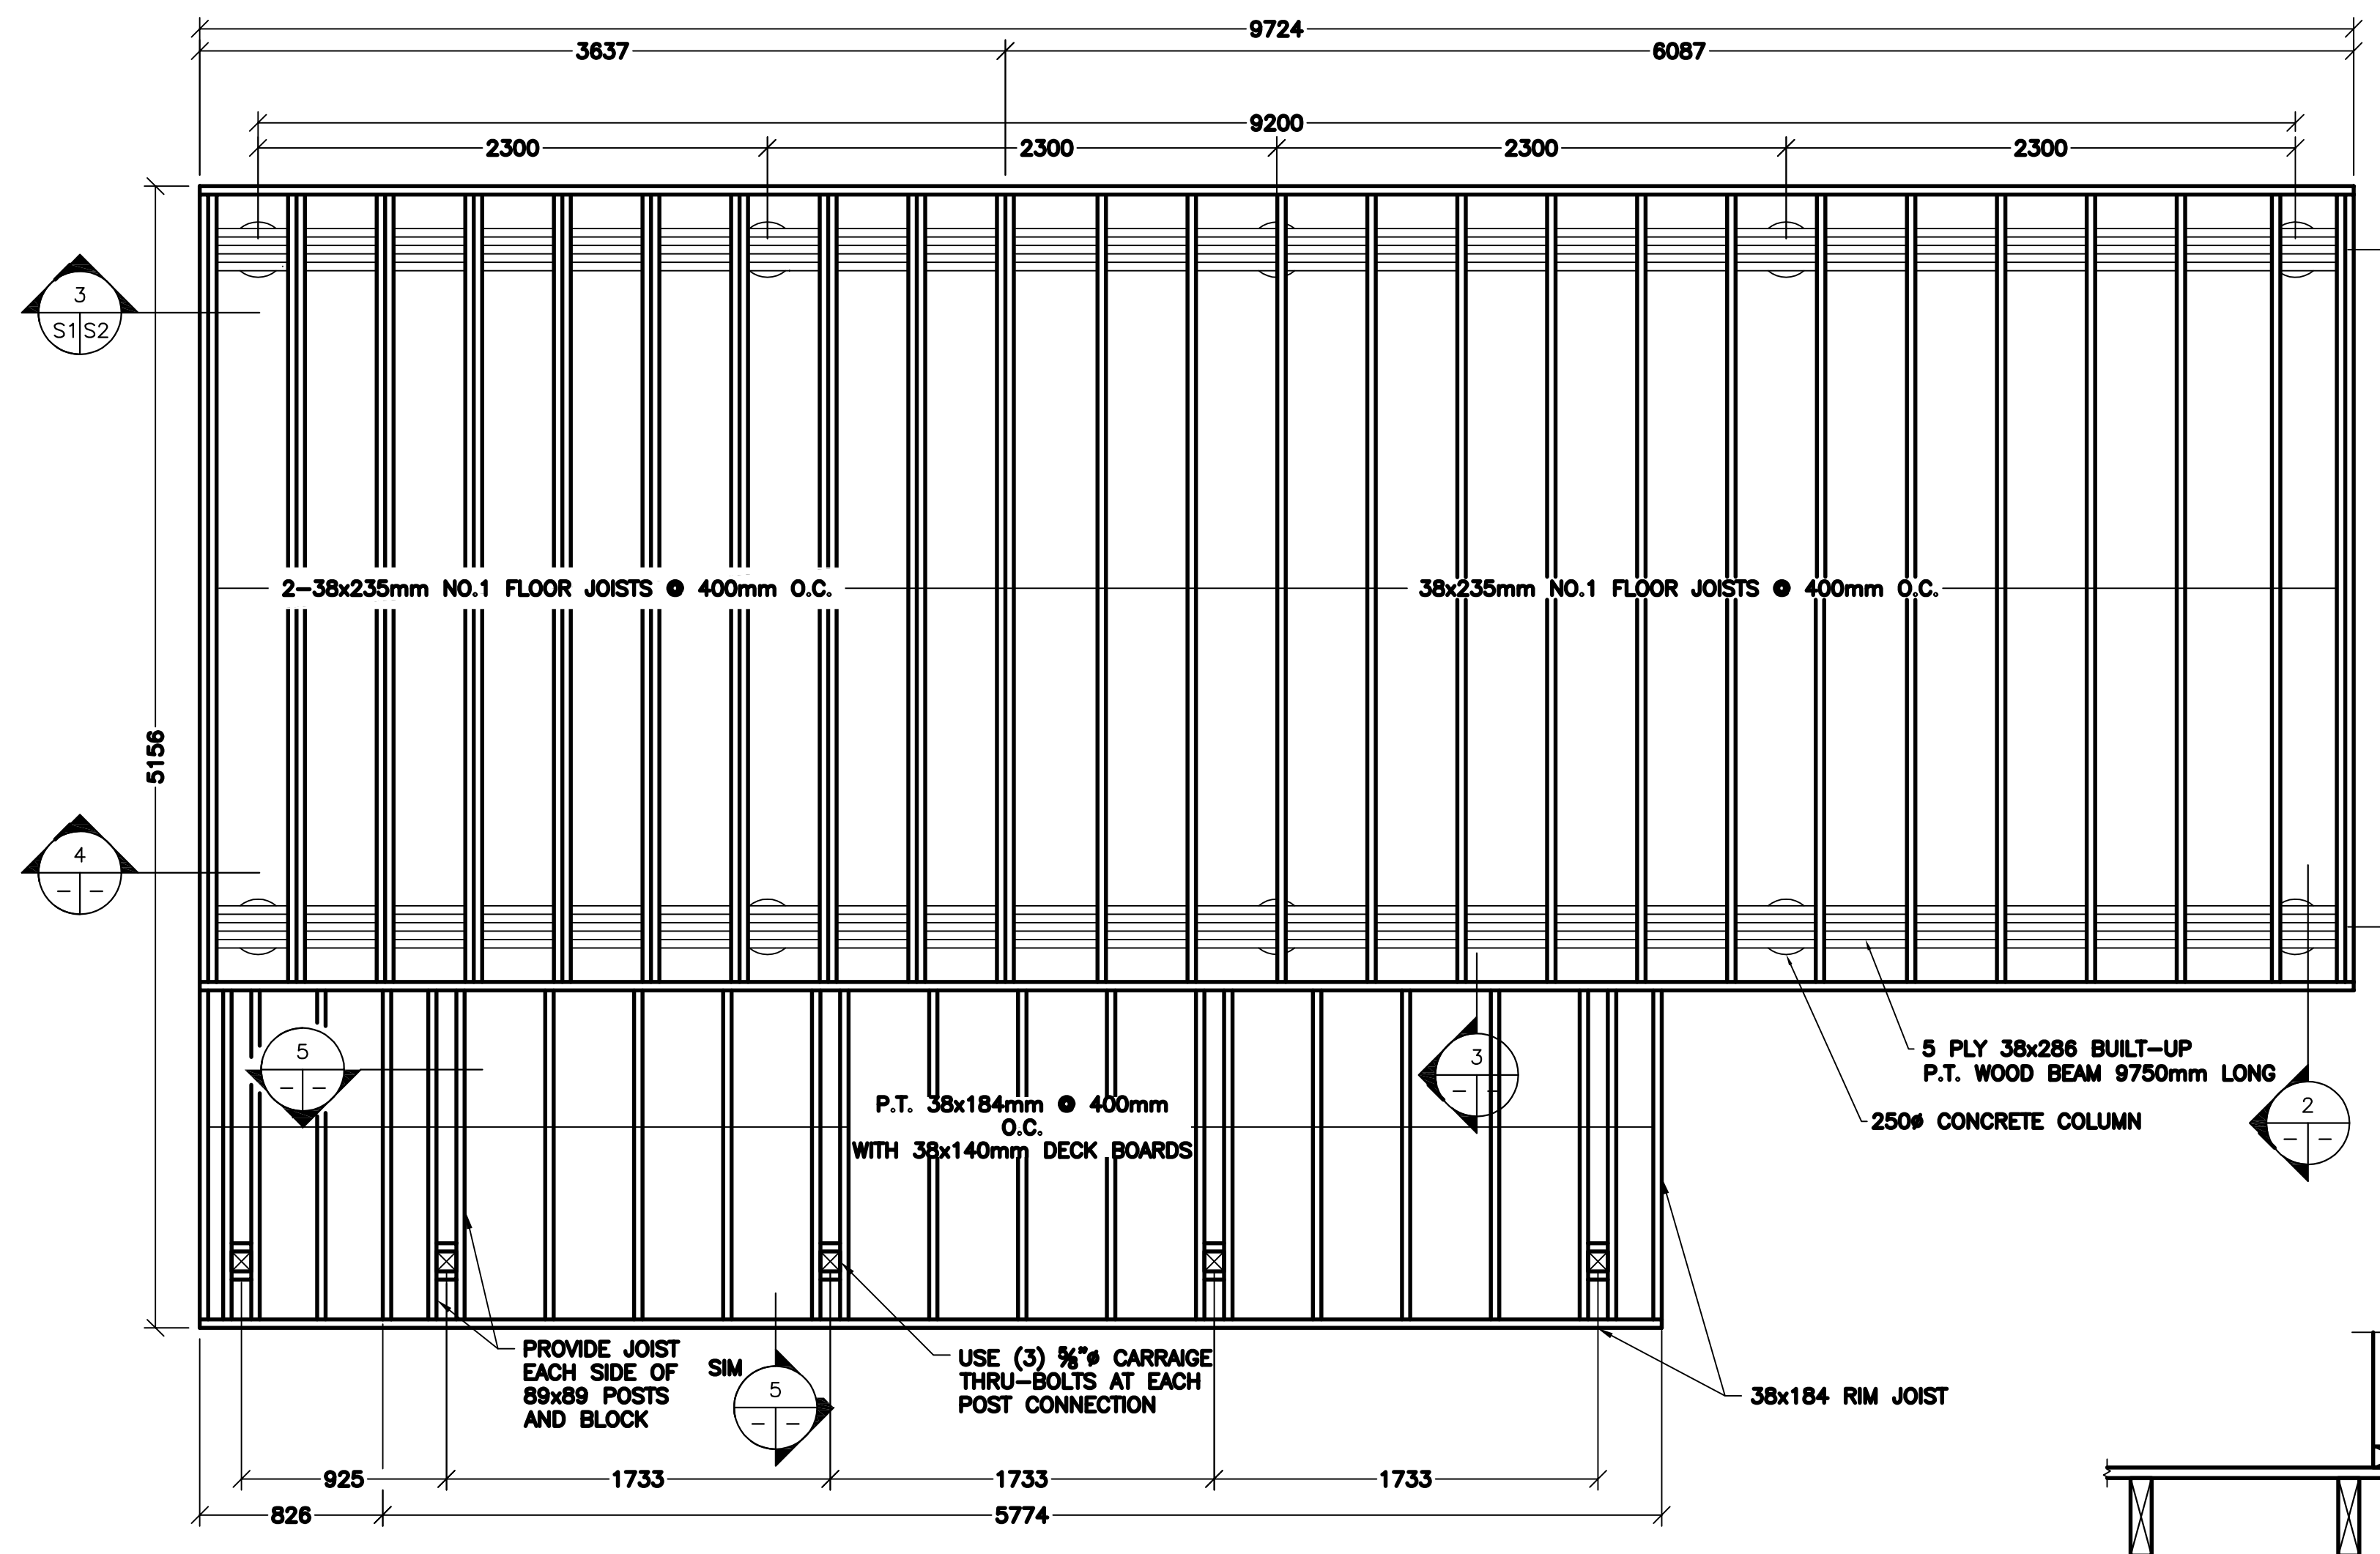 9724
3637
6087
9200
2300
2300
2300
2300
3
S1 S2
5156
2-38x235mm NO.1 FLOOR JOISTS @ 400mm O.C.
38x235mm NO.1 FLOOR JOISTS @ 400mm O.C.
4
- -
5
- -
3
- -
5 PLY 38x286 BUILT-UP
P.T. WOOD BEAM 9750mm LONG
250ø CONCRETE COLUMN
2
- -
P.T. 38x184mm @ 400mm
O.C.
WITH 38x140mm DECK BOARDS
PROVIDE JOIST
EACH SIDE OF
89x89 POSTS
AND BLOCK
SIM
5
- -
USE (3) ⅝"ø CARRAIGE
THRU-BOLTS AT EACH
POST CONNECTION
38x184 RIM JOIST
925
1733
1733
1733
826
5774